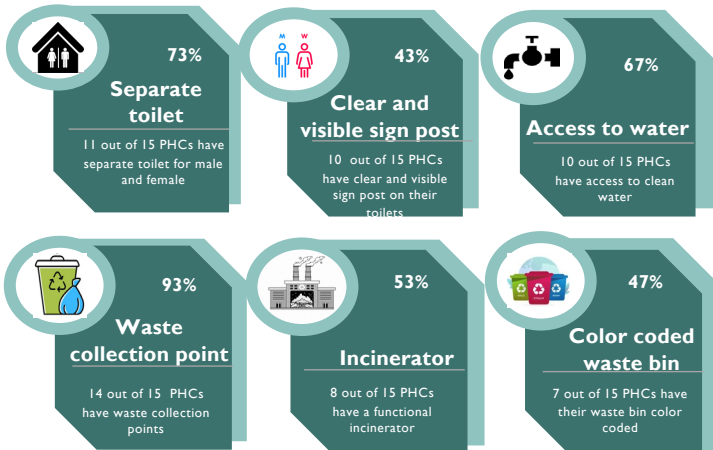 73%
Separate
toilet
11 out of 15 PHCs have
separate toilet for male
and female
M W
43%
Clear and
visible sign post
10 out of 15 PHCs
have clear and visible
sign post on their
toilets
67%
Access to water
10 out of 15 PHCs
have access to clean
water
93%
Waste
collection point
14 out of 15 PHCs
have waste collection
points
53%
Incinerator
8 out of 15 PHCs
have a functional
incinerator
47%
Color coded
waste bin
7 out of 15 PHCs have
their waste bin color
coded